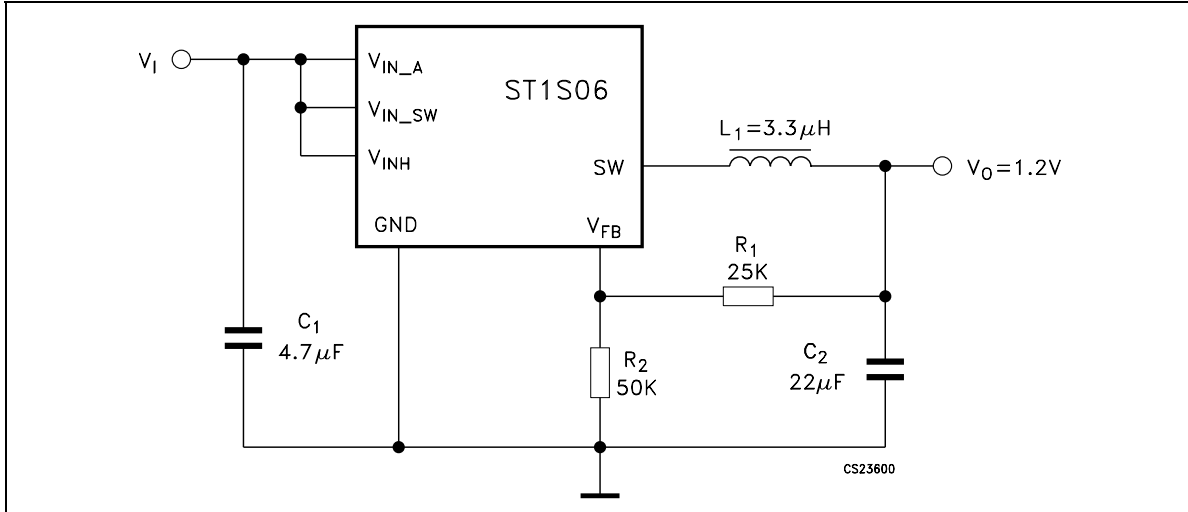 V_I
V_IN_A
V_IN_SW
V_INH
ST1S06
SW
L_1=3.3µH
V_O=1.2V
GND
V_FB
R_1
25K
C_1
4.7µF
R_2
50K
C_2
22µF
CS23600